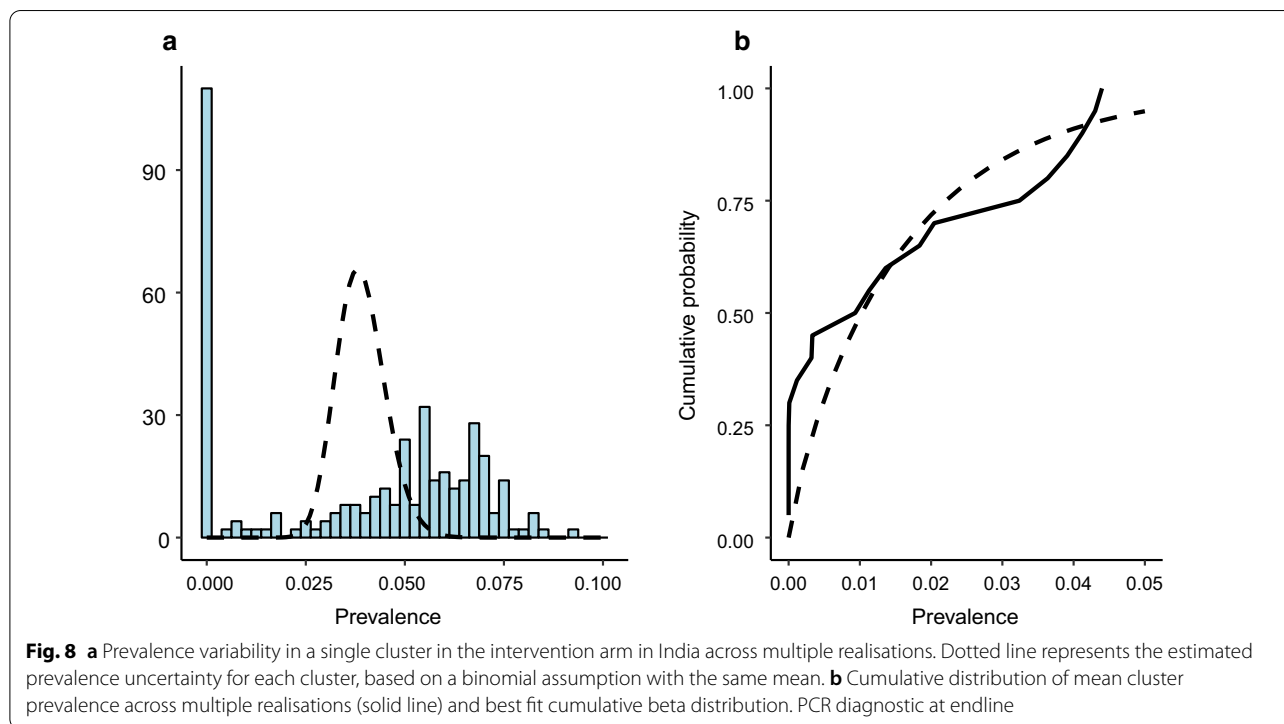 a
90
60
30
0
0.000 0.025 0.050 0.075 0.100
Prevalence
b
Cumulative probability
1.00
0.75
0.50
0.25
0.00
0.00 0.01 0.02 0.03 0.04 0.05
Prevalence
Fig. 8 a Prevalence variability in a single cluster in the intervention arm in India across multiple realisations. Dotted line represents the estimated
prevalence uncertainty for each cluster, based on a binomial assumption with the same mean. b Cumulative distribution of mean cluster
prevalence across multiple realisations (solid line) and best fit cumulative beta distribution. PCR diagnostic at endline